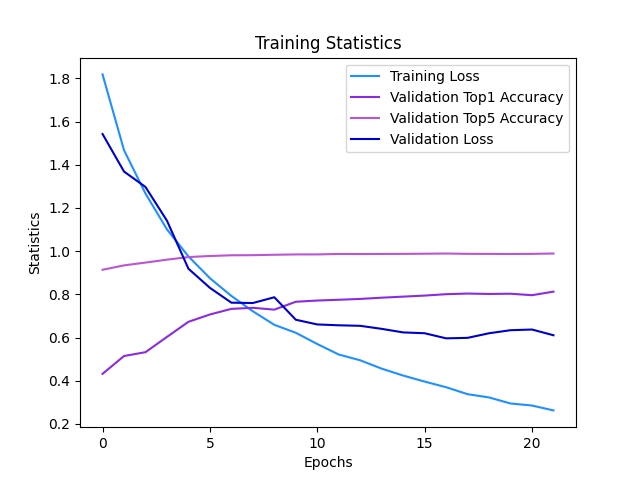 Training Statistics
Training Loss
Validation Top1 Accuracy
Validation Top5 Accuracy
Validation Loss
1.8
1.6
1.4
1.2
1.0
0.8
0.6
0.4
0.2
Statistics
0 5 10 15 20
Epochs